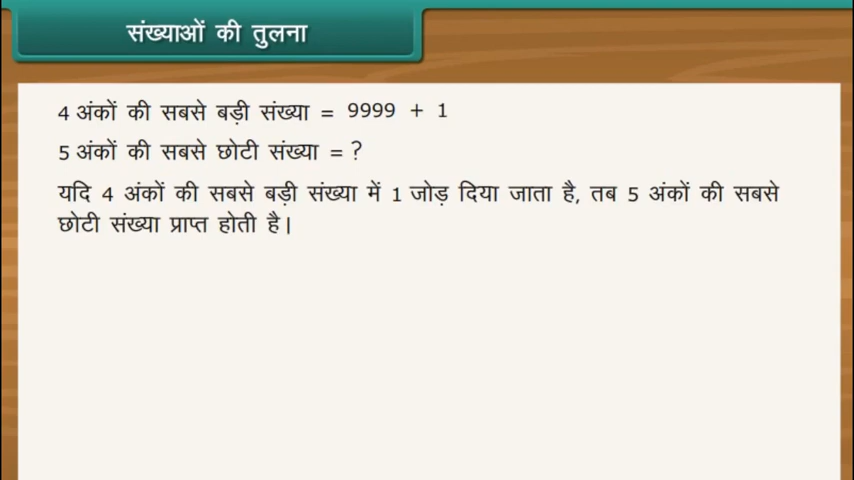 संख्याओं की तुलना
4 अंकों की सबसे बड़ी संख्या = 9999 + 1
5 अंकों की सबसे छोटी संख्या = ?
यदि 4 अंकों की सबसे बड़ी संख्या में 1 जोड़ दिया जाता है, तब 5 अंकों की सबसे
छोटी संख्या प्राप्त होती है।